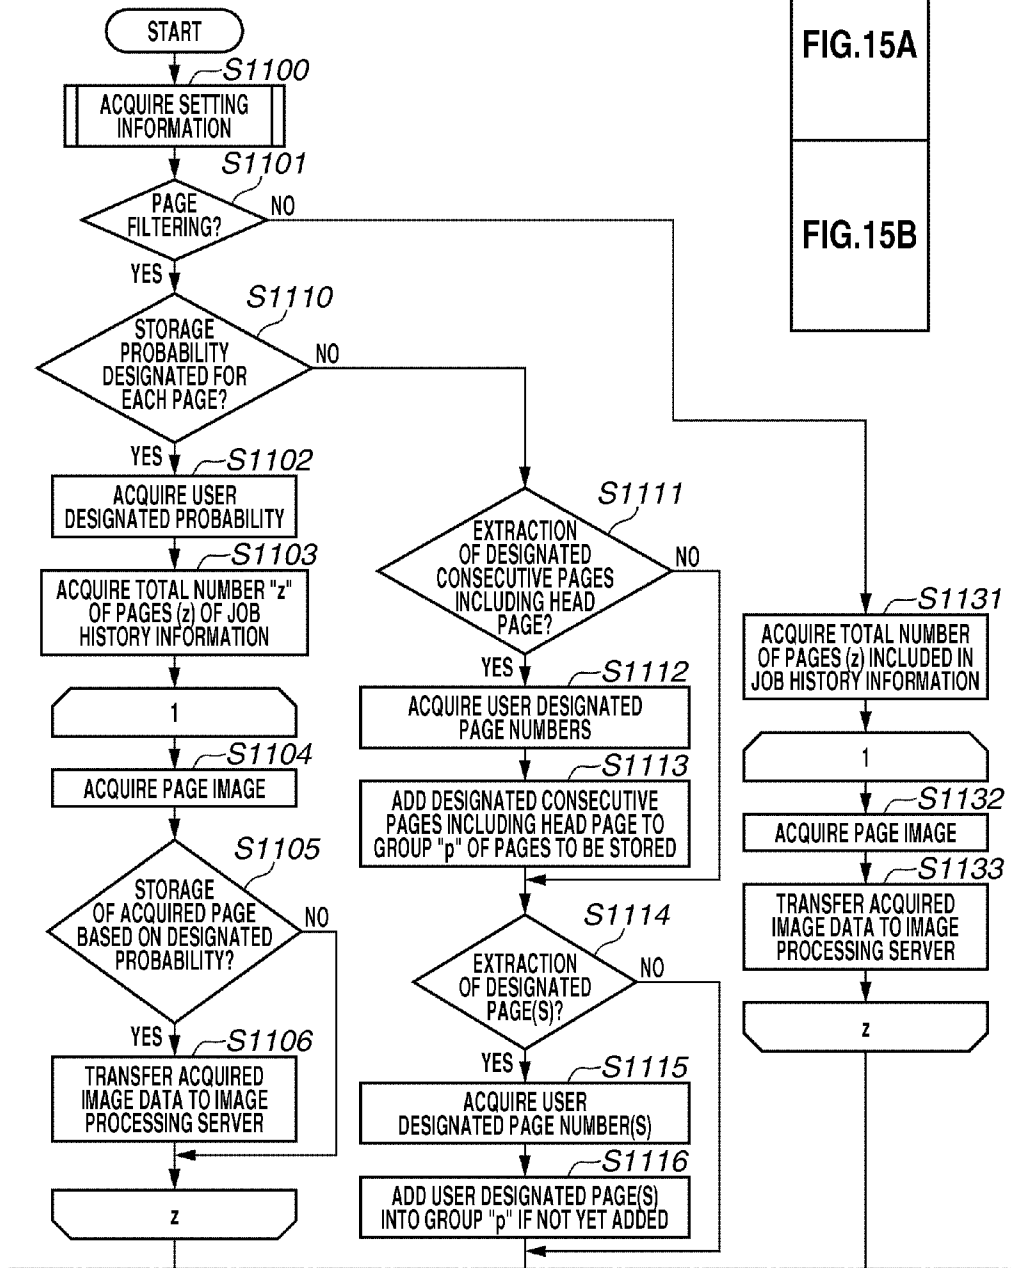 START
S1100
ACQUIRE SETTING
INFORMATION
S1101
PAGE
FILTERING?
NO
YES
S1110
STORAGE
PROBABILITY
DESIGNATED FOR
EACH PAGE?
NO
YES
S1102
ACQUIRE USER
DESIGNATED PROBABILITY
S1103
ACQUIRE TOTAL NUMBER "z"
OF PAGES (z) OF JOB
HISTORY INFORMATION
1
S1104
ACQUIRE PAGE IMAGE
S1105
STORAGE
OF ACQUIRED PAGE
BASED ON DESIGNATED
PROBABILITY?
NO
YES
S1106
TRANSFER ACQUIRED
IMAGE DATA TO IMAGE
PROCESSING SERVER
z
S1111
EXTRACTION
OF DESIGNATED
CONSECUTIVE PAGES
INCLUDING HEAD
PAGE?
NO
YES
S1112
ACQUIRE USER DESIGNATED
PAGE NUMBERS
S1113
ADD DESIGNATED CONSECUTIVE
PAGES INCLUDING HEAD PAGE TO
GROUP "p" OF PAGES TO BE STORED
S1114
EXTRACTION
OF DESIGNATED
PAGE(S)?
NO
YES
S1115
ACQUIRE USER
DESIGNATED PAGE NUMBER(S)
S1116
ADD USER DESIGNATED PAGE(S)
INTO GROUP "p" IF NOT YET ADDED
S1131
ACQUIRE TOTAL NUMBER
OF PAGES (z) INCLUDED IN
JOB HISTORY INFORMATION
1
S1132
ACQUIRE PAGE IMAGE
S1133
TRANSFER ACQUIRED
IMAGE DATA TO IMAGE
PROCESSING SERVER
z
FIG.15A
FIG.15B